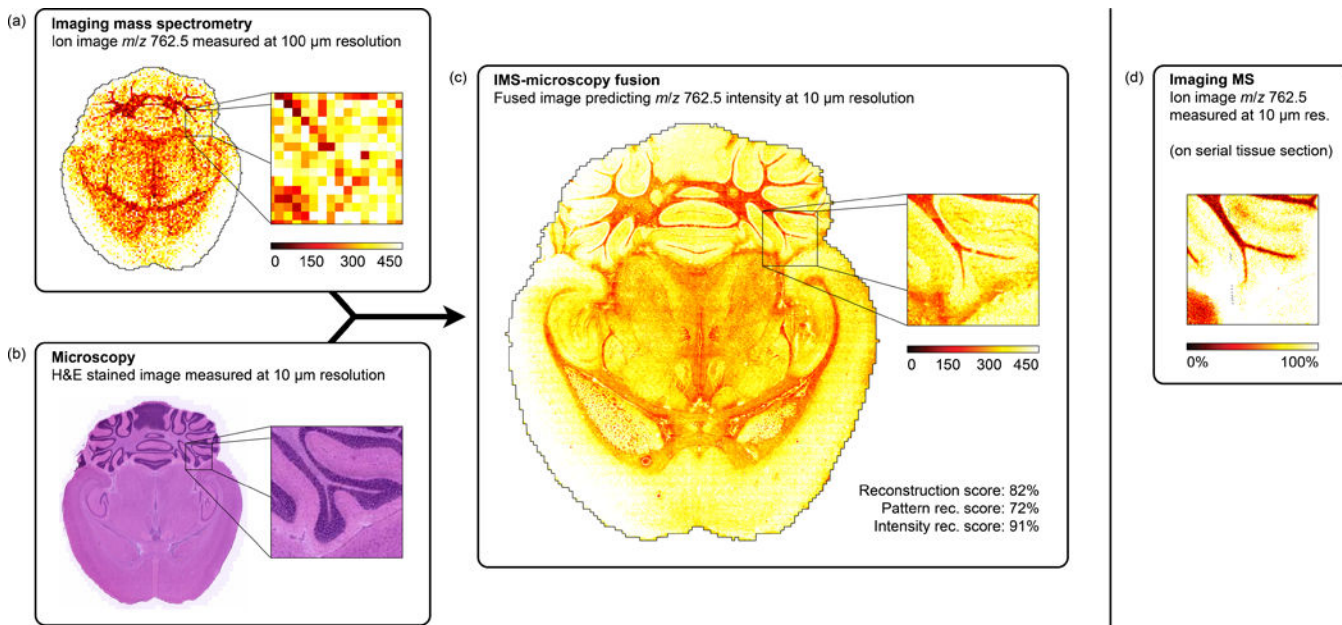 (a)
Imaging mass spectrometry
Ion image m/z 762.5 measured at 100 μm resolution
0 150 300 450
(b)
Microscopy
H&E stained image measured at 10 μm resolution
(c)
IMS-microscopy fusion
Fused image predicting m/z 762.5 intensity at 10 μm resolution
0 150 300 450
Reconstruction score: 82%
Pattern rec. score: 72%
Intensity rec. score: 91%
(d)
Imaging MS
Ion image m/z 762.5
measured at 10 μm res.
(on serial tissue section)
0% 100%